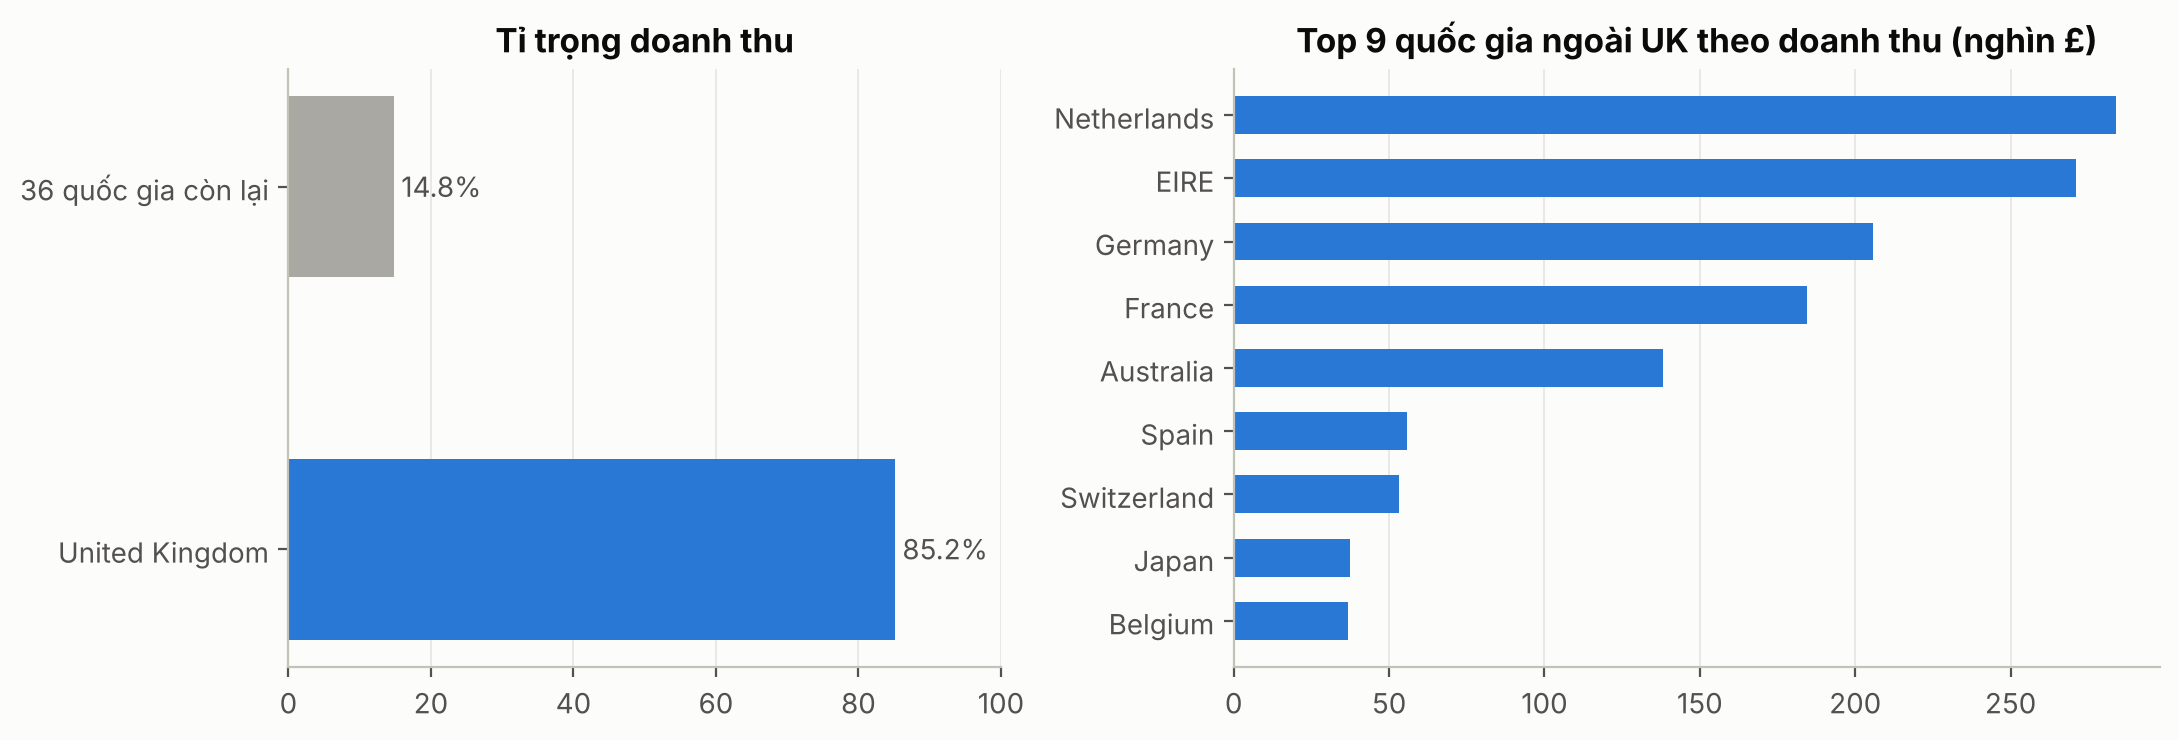 Tỉ trọng doanh thu
36 quốc gia còn lại
14.8%
United Kingdom
85.2%
0 20 40 60 80 100
Top 9 quốc gia ngoài UK theo doanh thu (nghìn £)
Netherlands
EIRE
Germany
France
Australia
Spain
Switzerland
Japan
Belgium
0 50 100 150 200 250